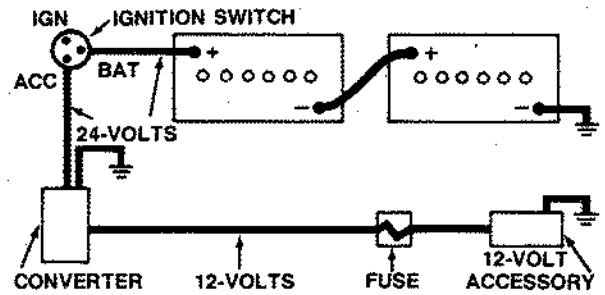 IGN
IGNITION SWITCH
ACC
BAT
+
−
+
−
24-VOLTS
CONVERTER
12-VOLTS
FUSE
12-VOLT
ACCESSORY